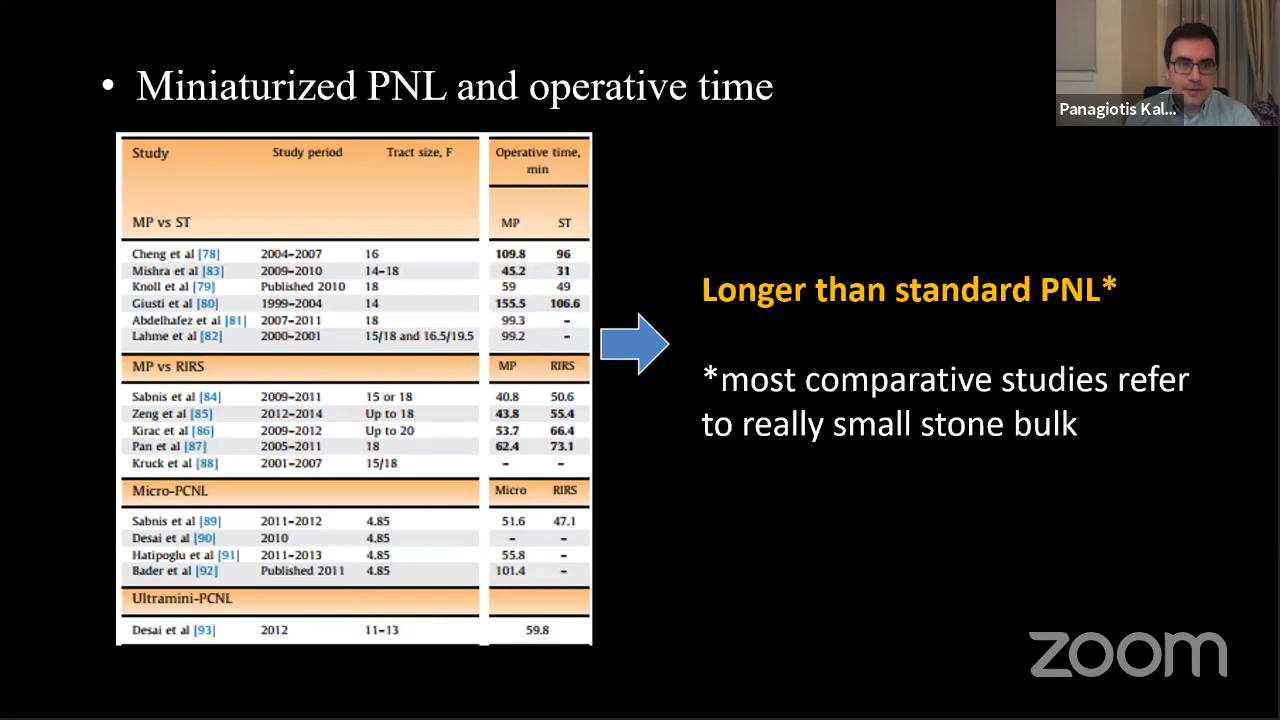 • Miniaturized PNL and operative time
Panagiotis Kal...
Study Study period Tract size, F Operative time, min
MP vs ST MP ST
Cheng et al [78] 2004–2007 16 109.8 96
Mishra et al [83] 2009–2010 14–18 45.2 31
Knoll et al [79] Published 2010 18 59 49
Giusti et al [80] 1999–2004 14 155.5 106.6
Abdelhafez et al [81] 2007–2011 18 99.3 –
Lahme et al [82] 2000–2001 15/18 and 16.5/19.5 99.2 –
MP vs RIRS MP RIRS
Sabnis et al [84] 2009–2011 15 or 18 40.8 50.6
Zeng et al [85] 2012–2014 Up to 18 43.8 55.4
Kirac et al [86] 2009–2012 Up to 20 53.7 66.4
Pan et al [87] 2005–2011 18 62.4 73.1
Kruck et al [88] 2001–2007 15/18 – –
Micro-PCNL Micro RIRS
Sabnis et al [89] 2011–2012 4.85 51.6 47.1
Desai et al [90] 2010 4.85 – –
Hatipoglu et al [91] 2011–2013 4.85 55.8 –
Bader et al [92] Published 2011 4.85 101.4 –
Ultramini-PCNL
Desai et al [93] 2012 11–13 59.8
Longer than standard PNL*
*most comparative studies refer
to really small stone bulk
zoom